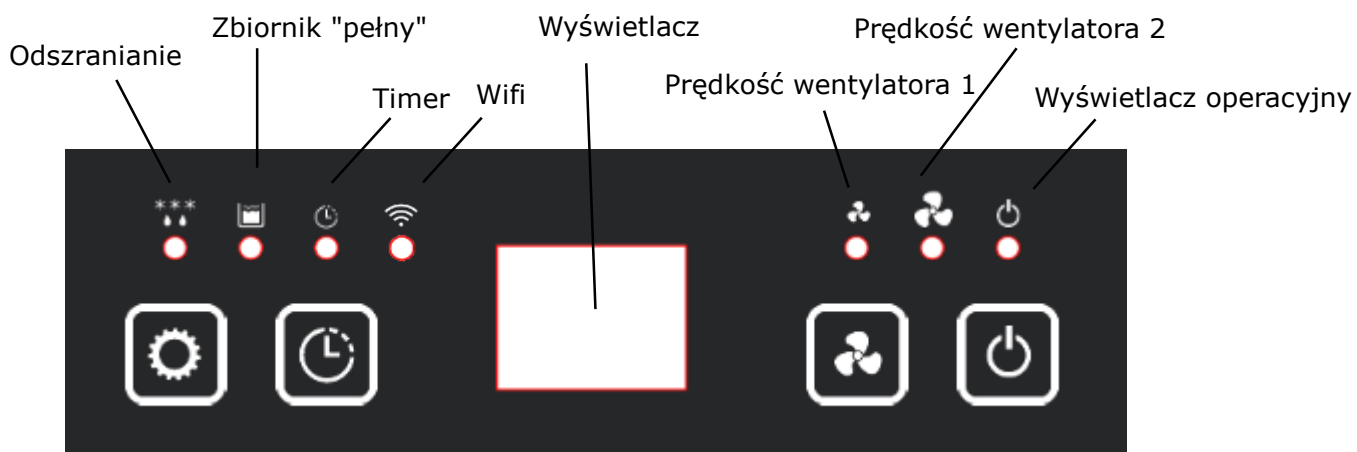 Zbiornik "pełny"
Wyświetlacz
Prędkość wentylatora 2
Odszranianie
Timer
Wifi
Prędkość wentylatora 1
Wyświetlacz operacyjny